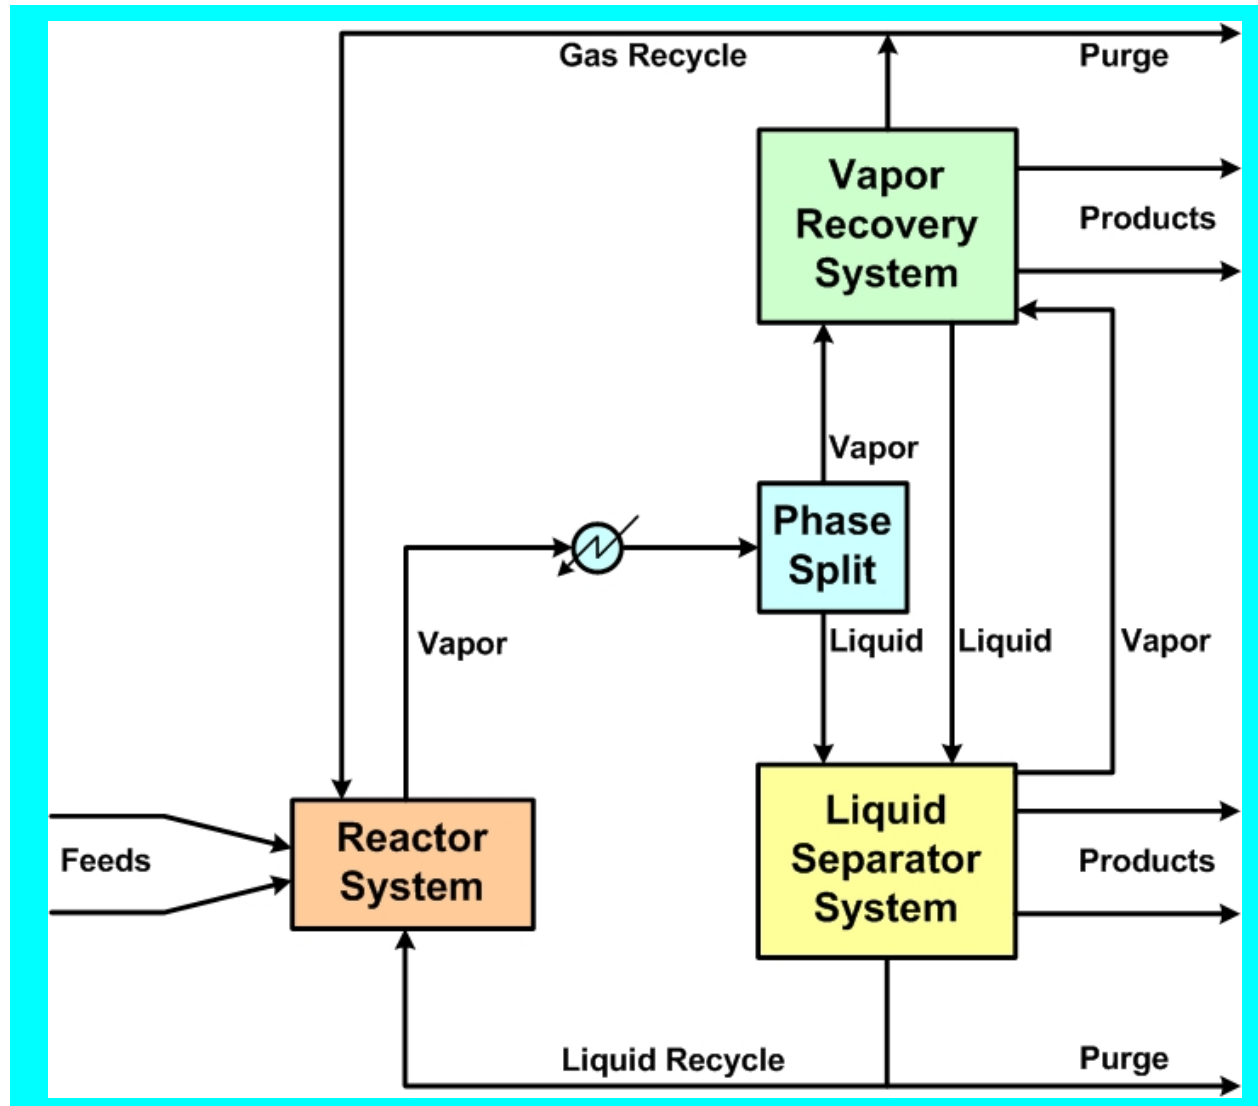 Gas Recycle
Purge
Vapor
Recovery
System
Products
Vapor
Phase
Split
Liquid
Liquid
Vapor
Vapor
Feeds
Reactor
System
Liquid
Separator
System
Products
Liquid Recycle
Purge